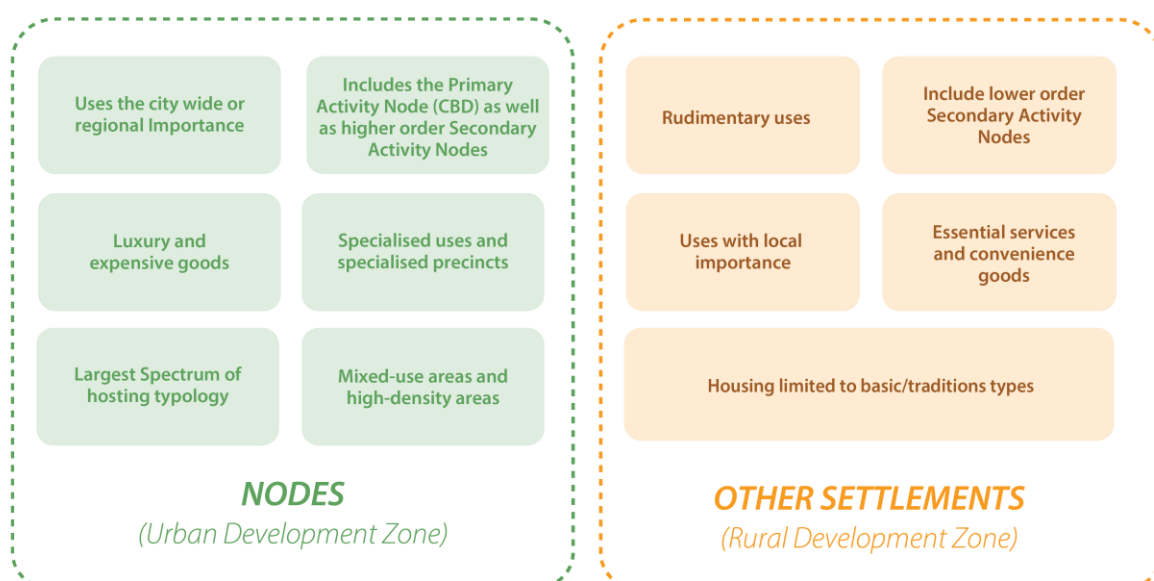 Uses the city wide or
regional Importance
Includes the Primary
Activity Node (CBD) as well
as higher order Secondary
Activity Nodes
Luxury and
expensive goods
Specialised uses and
specialised precincts
Largest Spectrum of
hosting typology
Mixed-use areas and
high-density areas
NODES
(Urban Development Zone)
Rudimentary uses
Include lower order
Secondary Activity
Nodes
Uses with local
importance
Essential services
and convenience
goods
Housing limited to basic/traditions types
OTHER SETTLEMENTS
(Rural Development Zone)